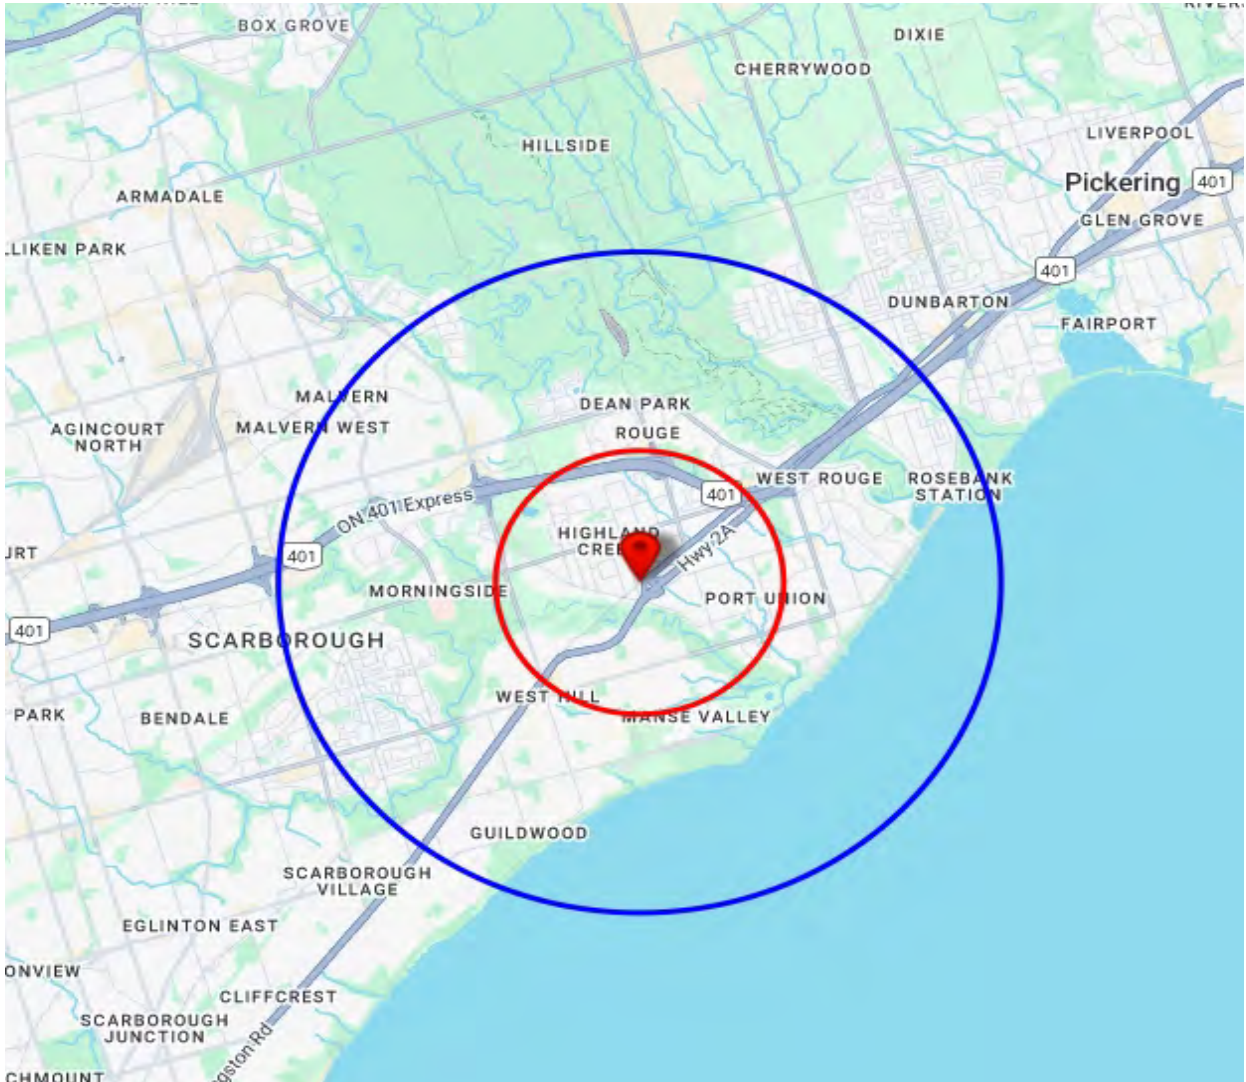 BOX GROVE
DIXIE
CHERRYWOOD
LIVERPOOL
HILLSIDE
Pickering
401
ARMADALE
GLEN GROVE
LLIKEN PARK
401
DUNBARTON
FAIRPORT
MALVERN
DEAN PARK
MALVERN WEST
AGINCOURT
NORTH
ROUGE
WEST ROUGE
ROSEBANK
STATION
ON 401 Express
401
HIGHLAND
Hwy 2A
URT
401
MORNINGSIDE
PORT UNION
401
SCARBOROUGH
WEST HILL
PARK
BENDALE
MANSE VALLEY
GUILDWOOD
SCARBOROUGH
VILLAGE
EGLINTON EAST
ONVIEW
CLIFFCREST
SCARBOROUGH
JUNCTION
gston Rd
CHMOUNT